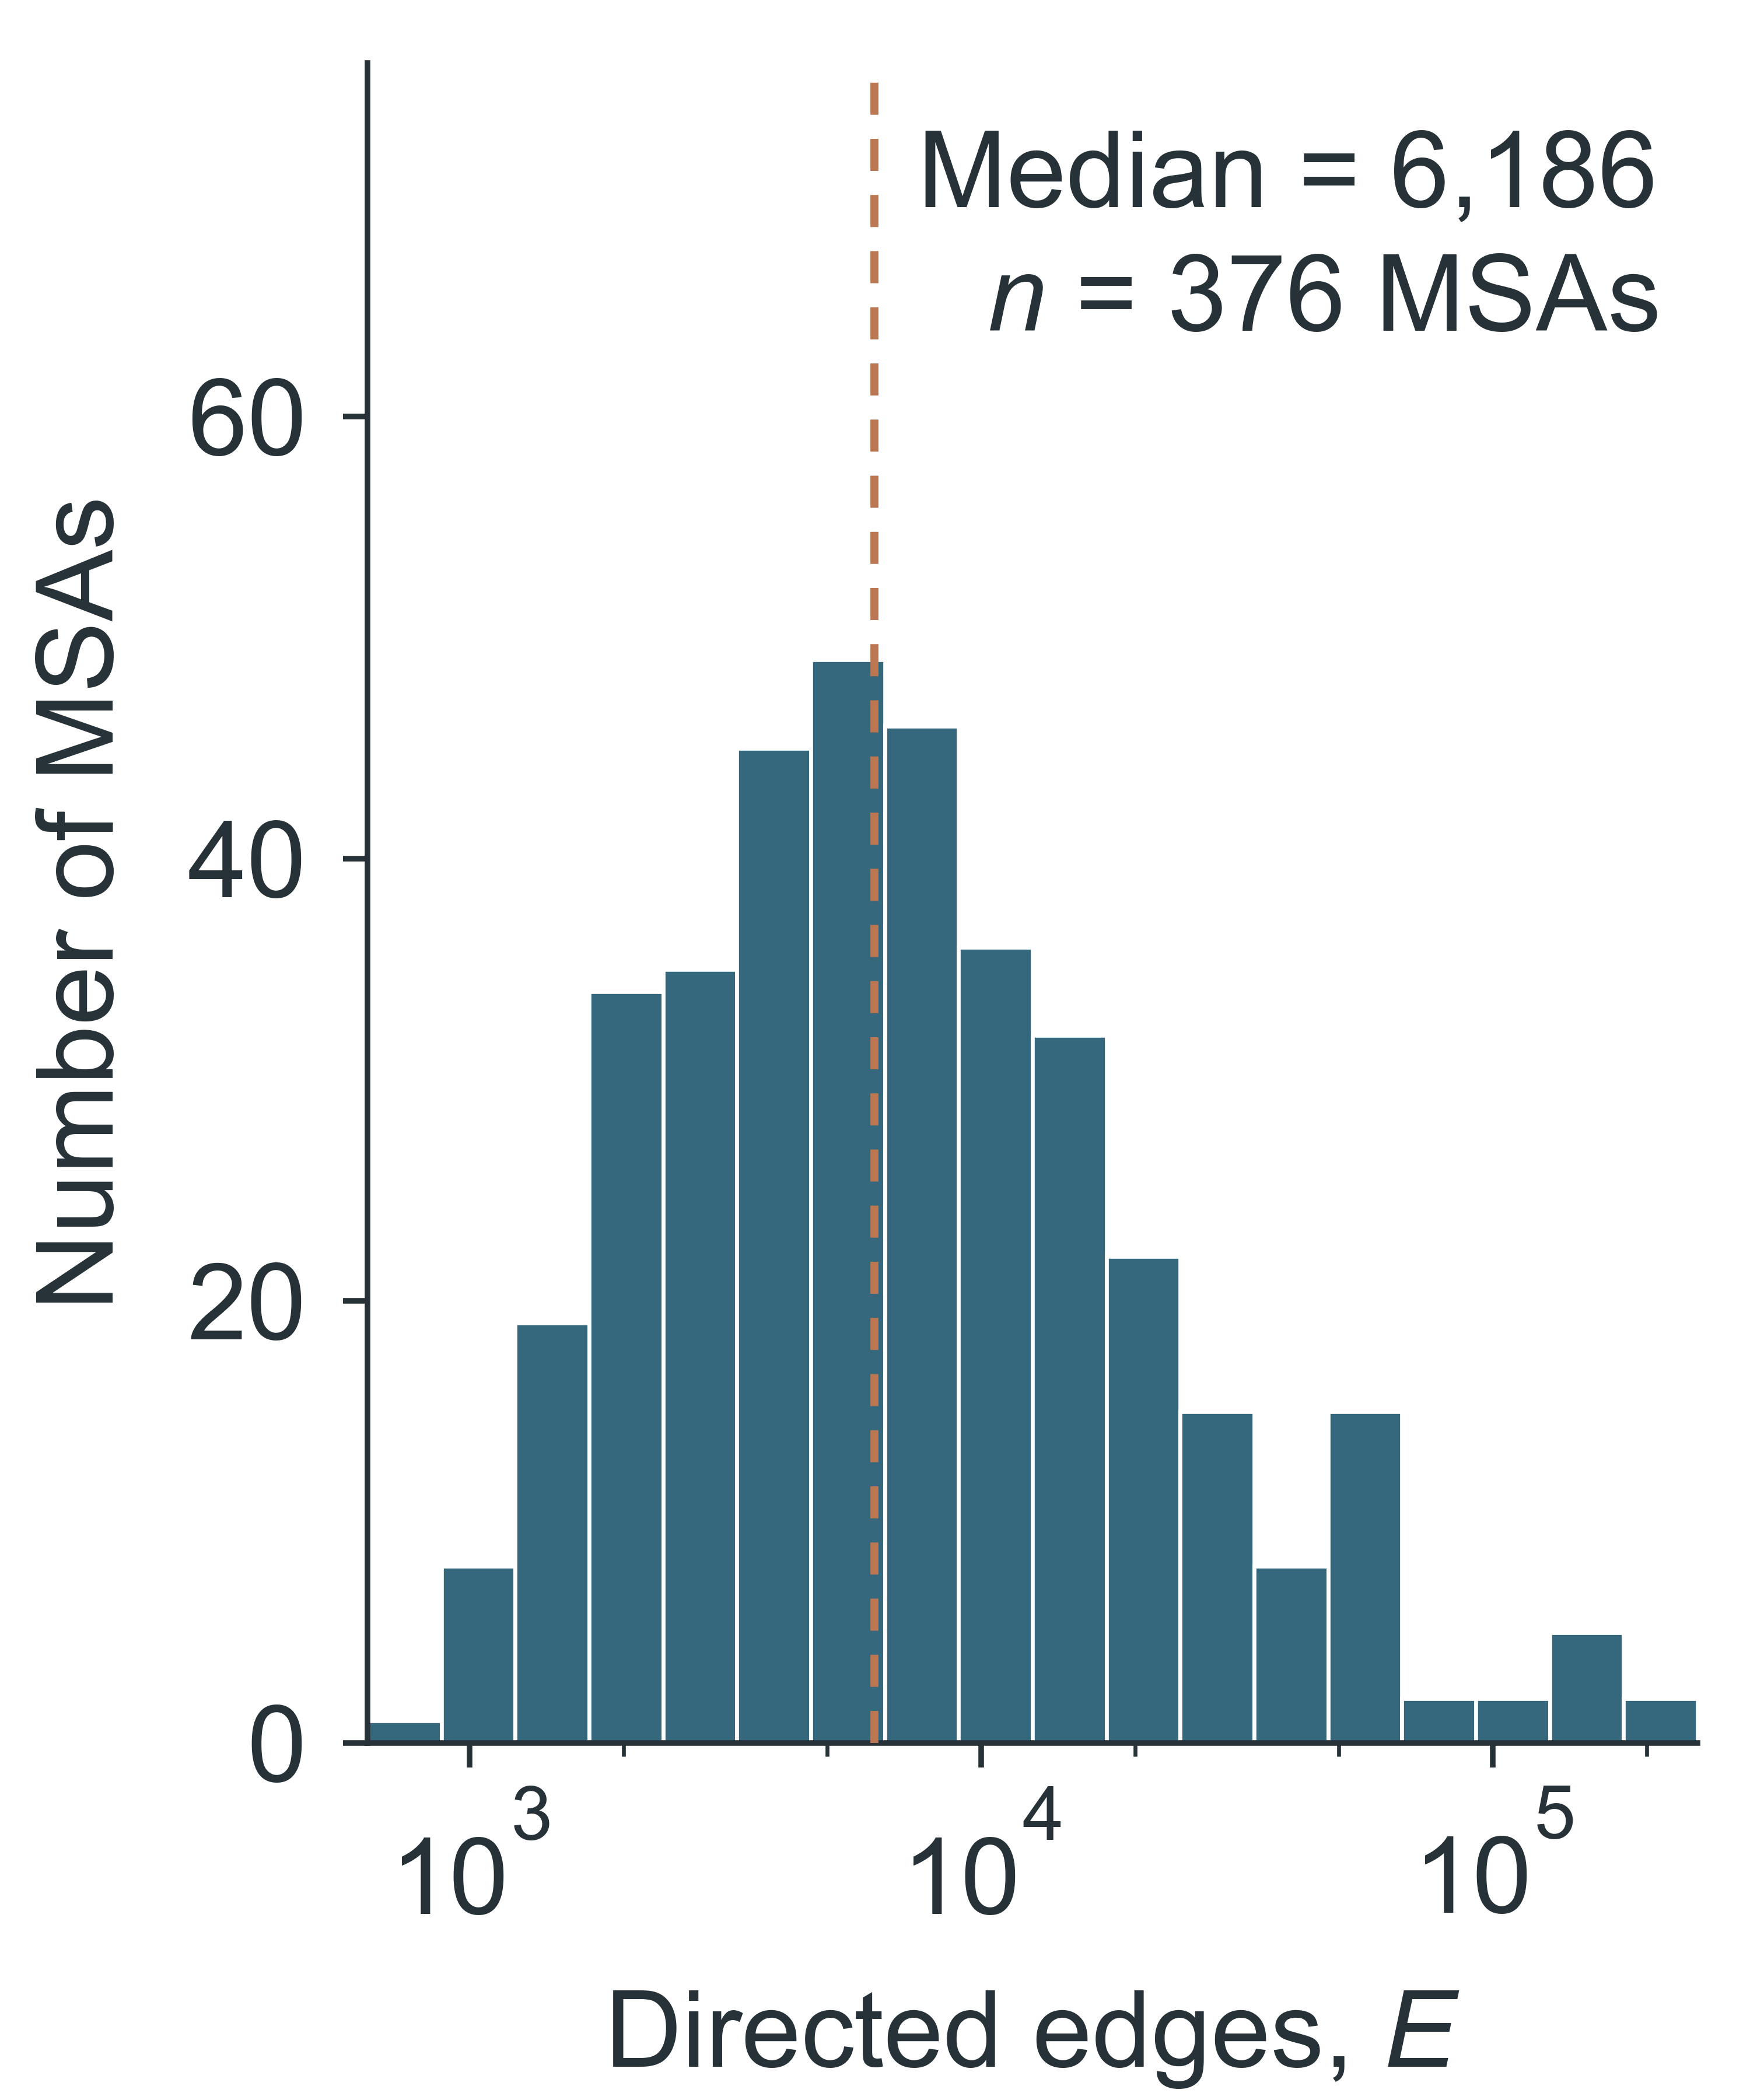 Median = 6,186
n = 376 MSAs
Number of MSAs
60
40
20
0
10³ 10⁴ 10⁵
Directed edges, E